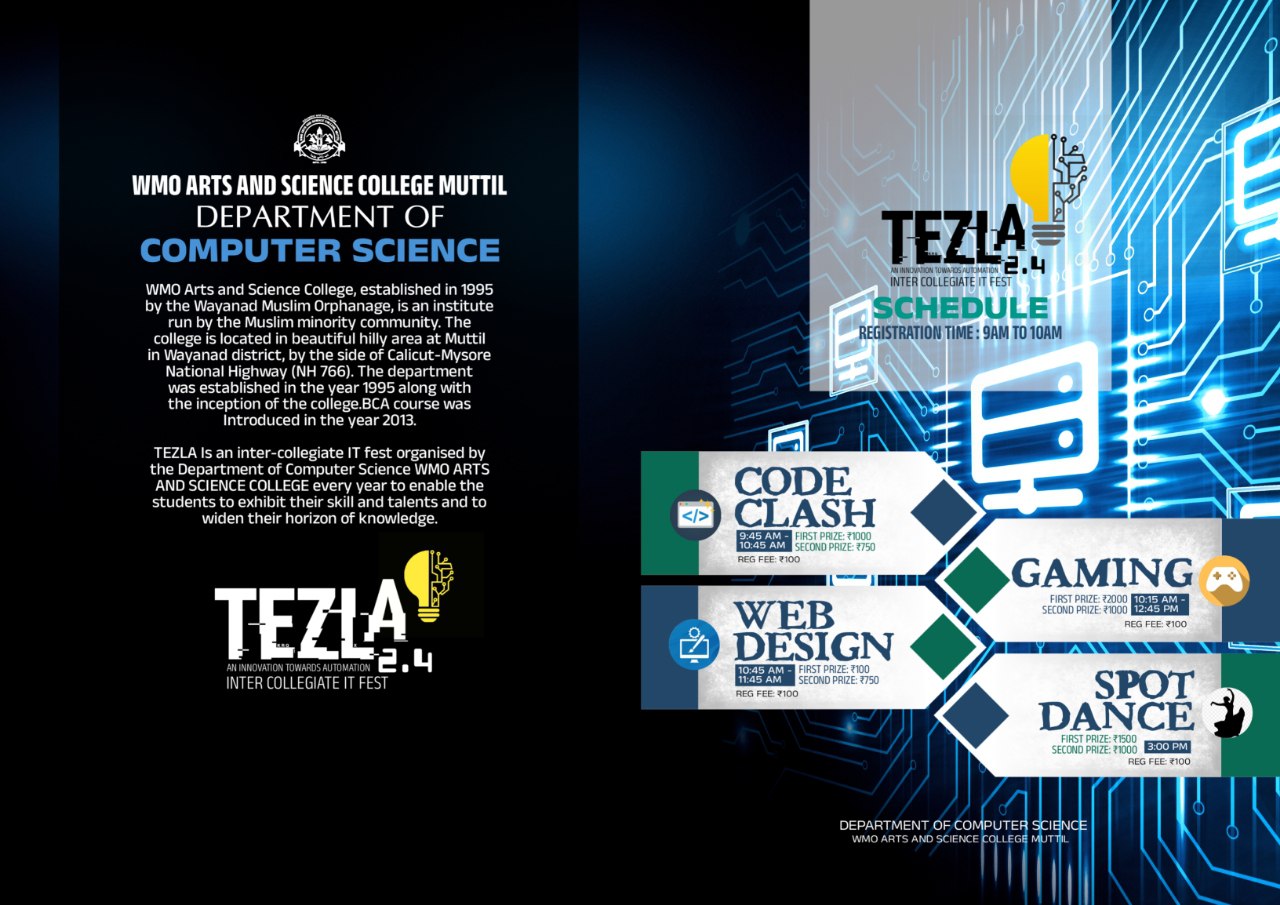 WMO ARTS AND SCIENCE COLLEGE MUTTIL
DEPARTMENT OF
COMPUTER SCIENCE
WMO Arts and Science College, established in 1995
by the Wayanad Muslim Orphanage, is an institute
run by the Muslim minority community. The
college is located in beautiful hilly area at Muttil
in Wayanad district, by the side of Calicut-Mysore
National Highway (NH 766). The department
was established in the year 1995 along with
the inception of the college.BCA course was
Introduced in the year 2013.
TEZLA Is an inter-collegiate IT fest organised by
the Department of Computer Science WMO ARTS
AND SCIENCE COLLEGE every year to enable the
students to exhibit their skill and talents and to
widen their horizon of knowledge.
TEZLA
2.4
AN INNOVATION TOWARDS AUTOMATION
INTER COLLEGIATE IT FEST
TEZLA
2.4
AN INNOVATION TOWARDS AUTOMATION
INTER COLLEGIATE IT FEST
SCHEDULE
REGISTRATION TIME : 9AM TO 10AM
CODE
CLASH
9:45 AM - FIRST PRIZE: ₹1000
10:45 AM SECOND PRIZE: ₹750
REG FEE: ₹100
GAMING
FIRST PRIZE: ₹2000 10:15 AM -
SECOND PRIZE: ₹1000 12:45 PM
REG FEE: ₹100
WEB
DESIGN
10:45 AM - FIRST PRIZE: ₹100
11:45 AM SECOND PRIZE: ₹750
REG FEE: ₹100
SPOT
DANCE
FIRST PRIZE: ₹1500
SECOND PRIZE: ₹1000 3:00 PM
REG FEE: ₹100
DEPARTMENT OF COMPUTER SCIENCE
WMO ARTS AND SCIENCE COLLEGE MUTTIL